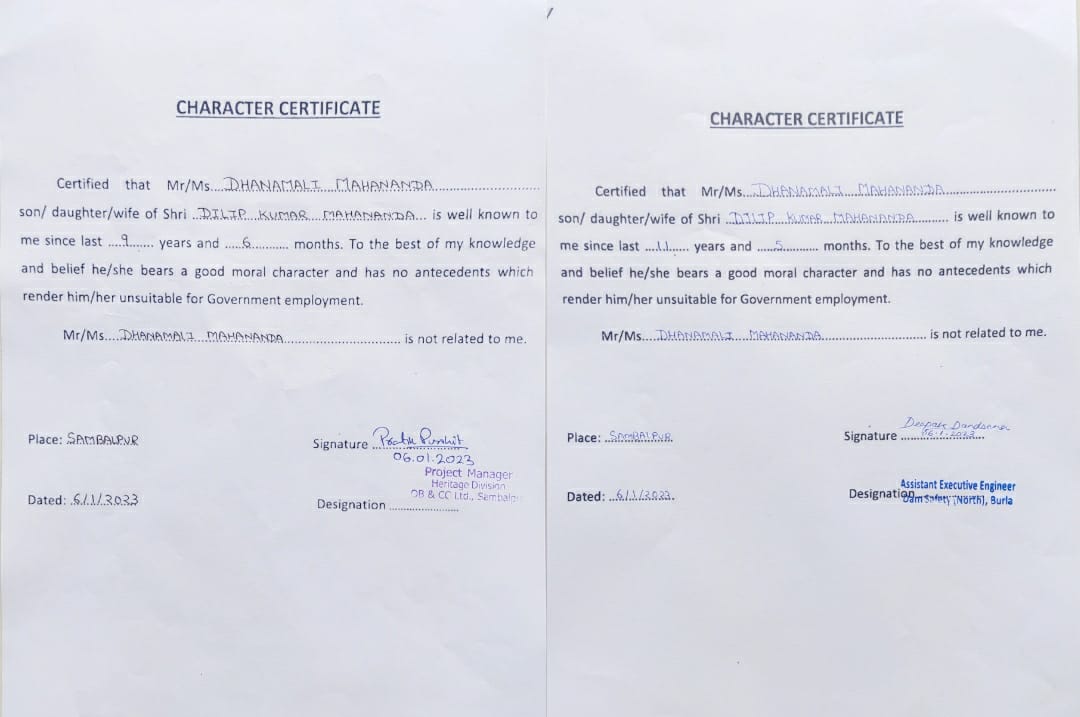 CHARACTER CERTIFICATE
Certified that Mr/Ms....DHANAMALI MAHANANDA..............................
son/ daughter/wife of Shri ..DILIP KUMAR MAHANANDA... is well known to
me since last ...9....... years and .....6.......... months. To the best of my knowledge
and belief he/she bears a good moral character and has no antecedents which
render him/her unsuitable for Government employment.
Mr/Ms....DHANAMALI MAHANANDA.............................. is not related to me.
Place: SAMBALPUR
Signature Pratik Purohit
06.01.2023
Project Manager
Heritage Division
OB & CC Ltd., Sambalpur
Dated: 6/1/2023
Designation ..................
CHARACTER CERTIFICATE
Certified that Mr/Ms....DHANAMALI MAHANANDA..............................
son/ daughter/wife of Shri ...DILIP KUMAR MAHANANDA.......... is well known to
me since last ....11...... years and .....5.......... months. To the best of my knowledge
and belief he/she bears a good moral character and has no antecedents which
render him/her unsuitable for Government employment.
Mr/Ms....DHANAMALI MAHANANDA.............................. is not related to me.
Place: ..SAMBALPUR.
Signature Deepak Dandsena
06.1.2023
Dated: ..6/1/2023.
Designation
Assistant Executive Engineer
Dam Safety (North), Burla